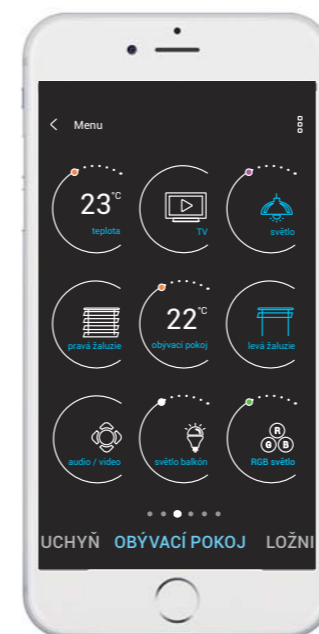 Menu
23°C
teplota
TV
světlo
pravá žaluzie
22°C
obývací pokoj
levá žaluzie
audio / video
světlo balkón
R
G B
RGB světlo
UCHYŇ OBÝVACÍ POKOJ LOŽNI